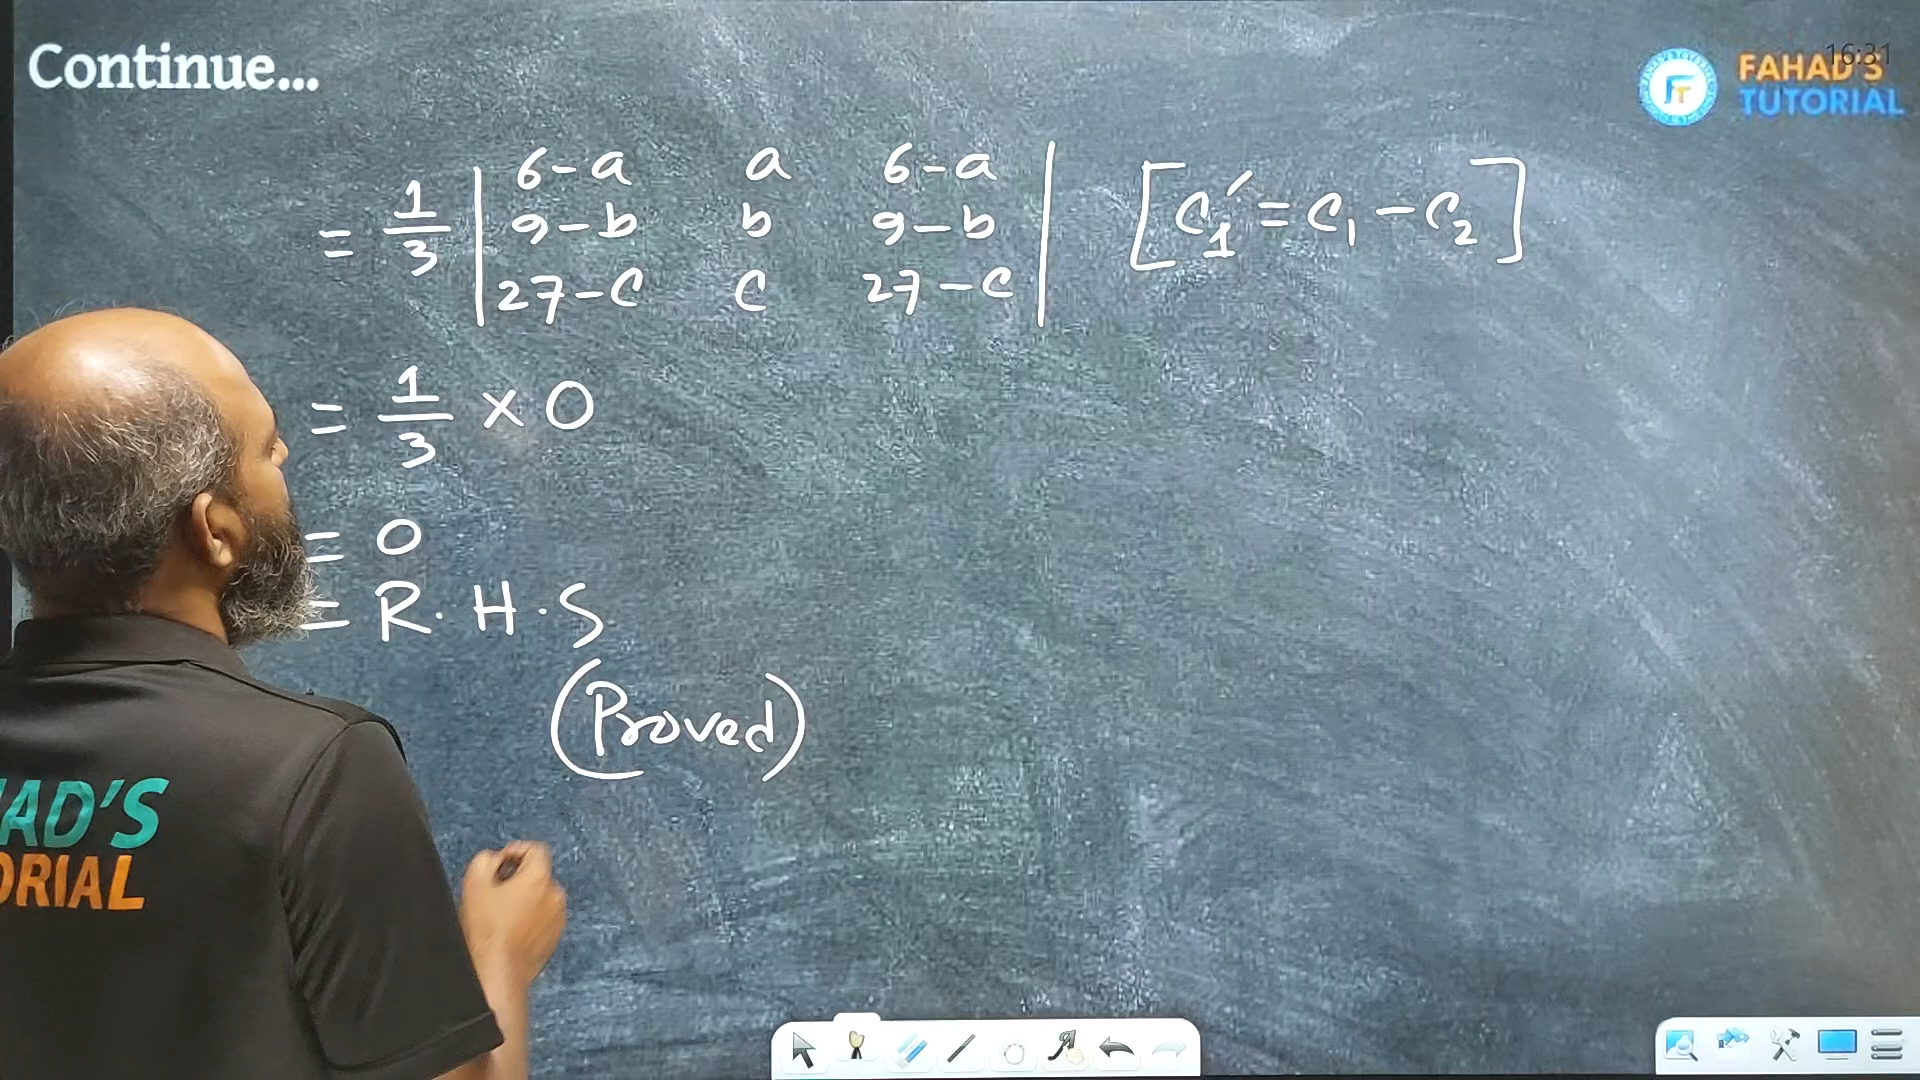 Continue...
16:31
FAHAD'S
TUTORIAL
= 1/3 | 6-a a 6-a | [C₁′ = C₁ - C₂]
| 9-b b 9-b |
| 27-c c 27-c |
= 1/3 × 0
= 0
= R.H.S
(Proved)
AD'S
ORIAL